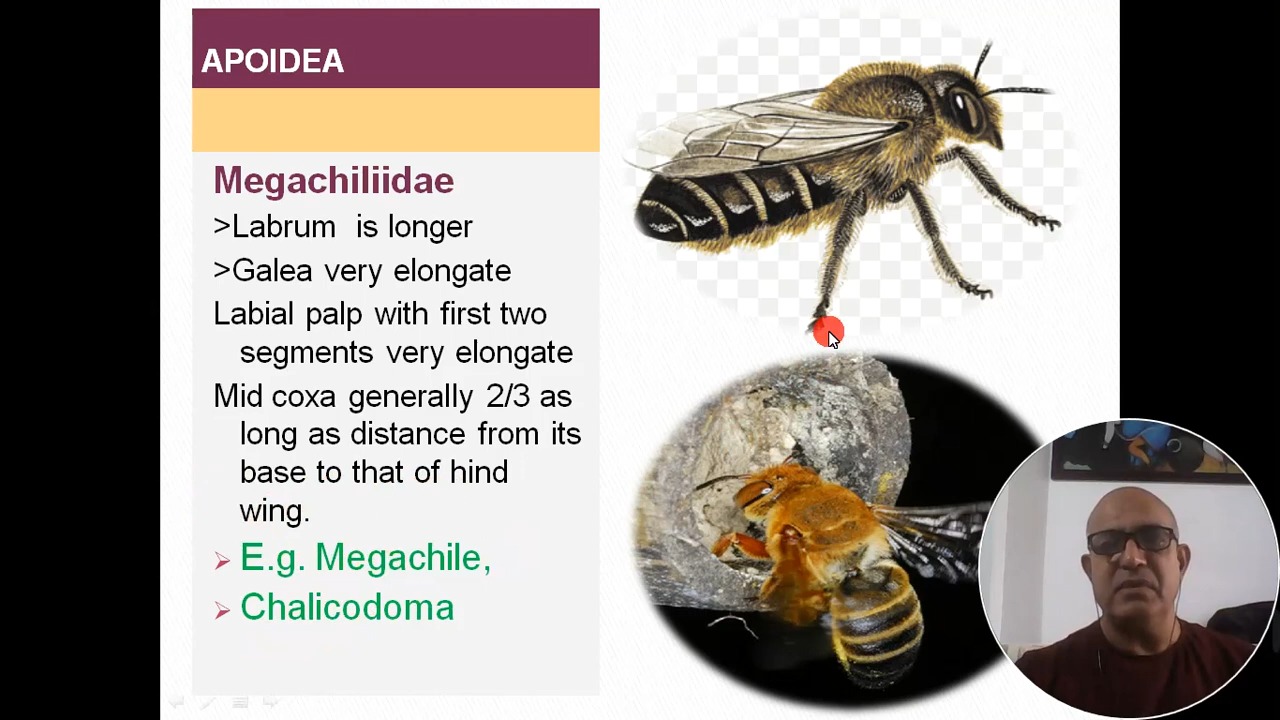 APOIDEA
Megachiliidae
>Labrum is longer
>Galea very elongate
Labial palp with first two
segments very elongate
Mid coxa generally 2/3 as
long as distance from its
base to that of hind
wing.
E.g. Megachile,
Chalicodoma